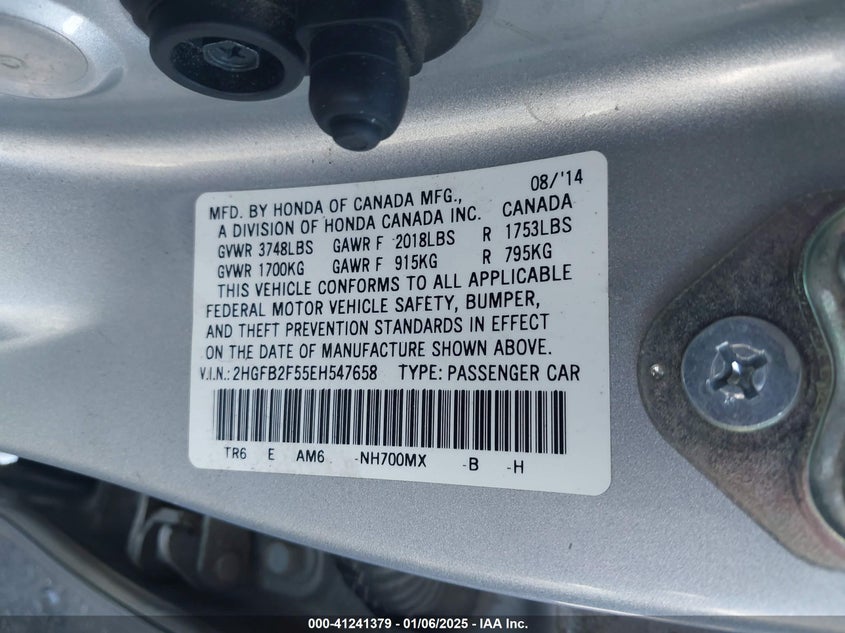 08/'14
MFD. BY HONDA OF CANADA MFG.,
A DIVISION OF HONDA CANADA INC. CANADA
GVWR 3748LBS GAWR F 2018LBS R 1753LBS
GVWR 1700KG GAWR F 915KG R 795KG
THIS VEHICLE CONFORMS TO ALL APPLICABLE
FEDERAL MOTOR VEHICLE SAFETY, BUMPER,
AND THEFT PREVENTION STANDARDS IN EFFECT
ON THE DATE OF MANUFACTURE SHOWN ABOVE.
V.I.N.: 2HGFB2F55EH547658 TYPE: PASSENGER CAR
TR6 E AM6 -NH700MX -B -H
000-41241379 - 01/06/2025 - IAA Inc.